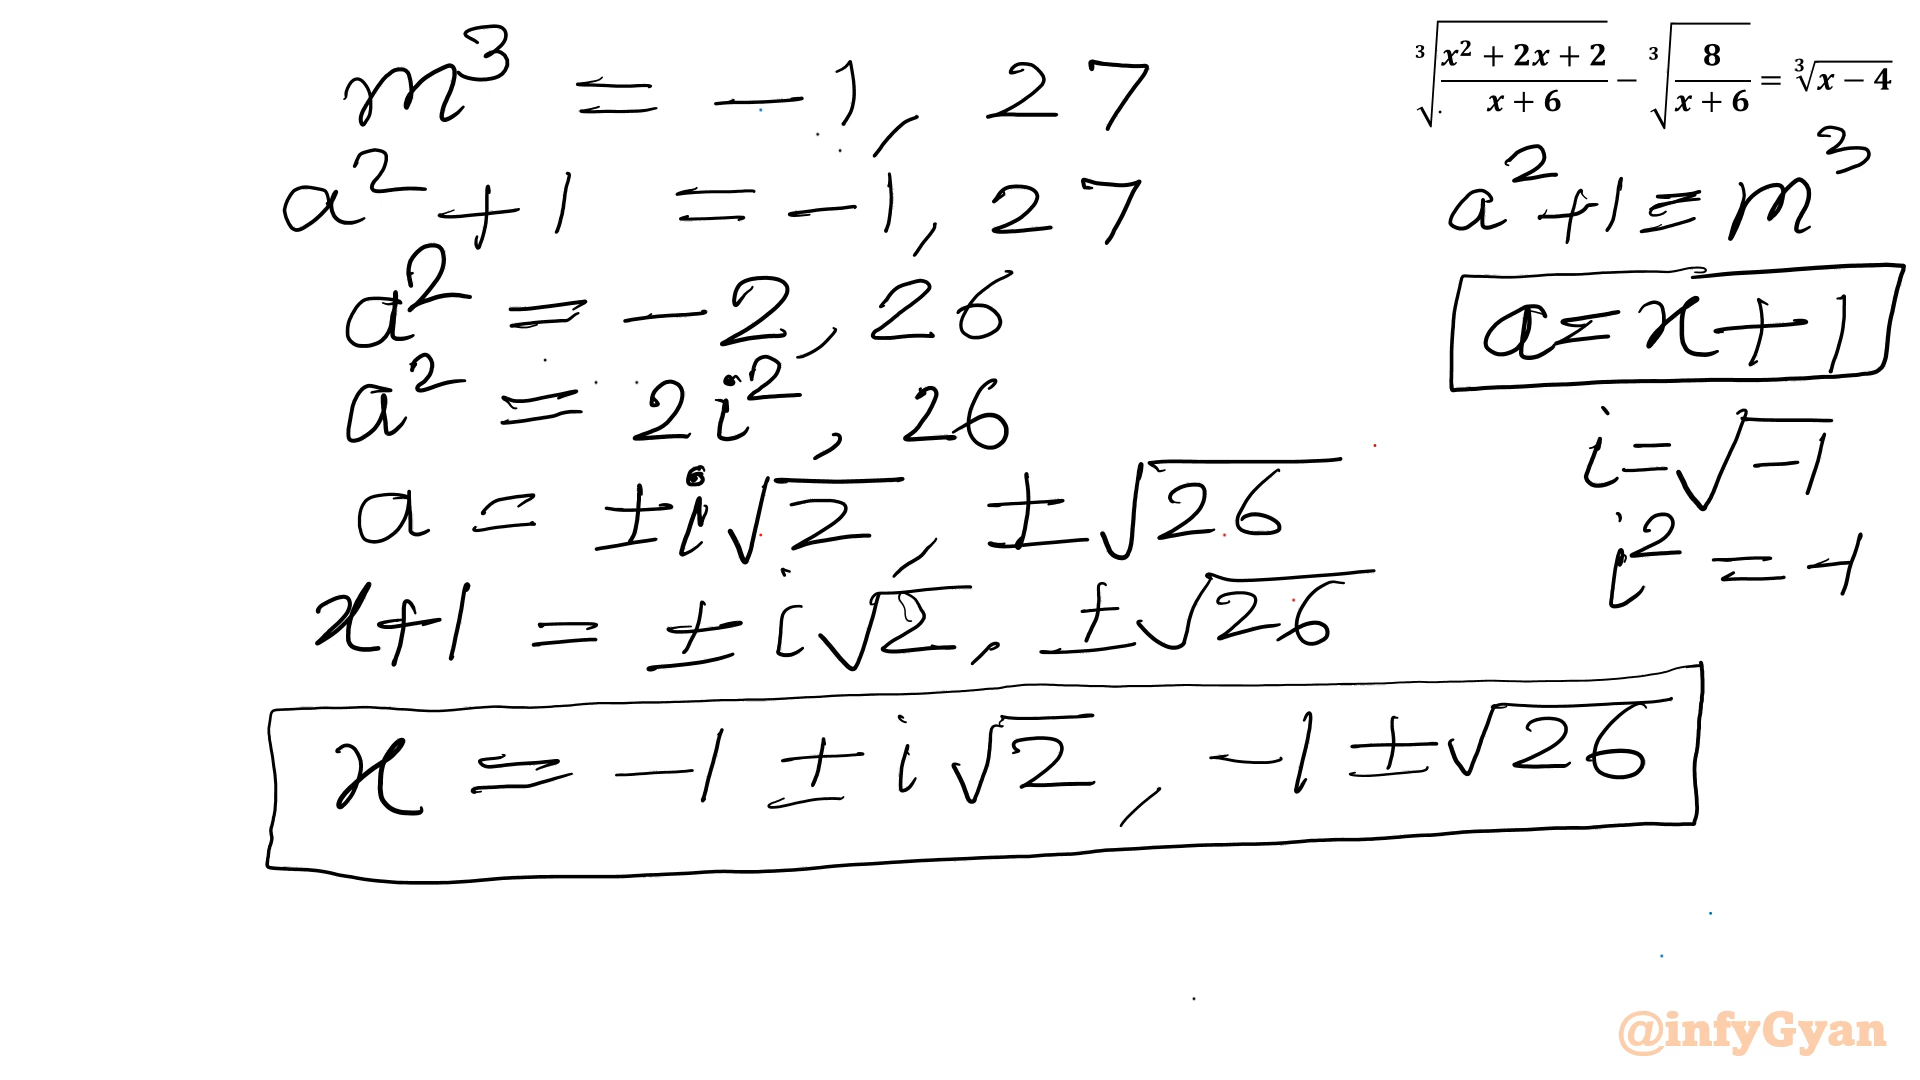 m³ = -1, 27
a² + 1 = -1, 27
a² = -2, 26
a² = 2i², 26
a = ±i√2, ±√26
x+1 = ±i√2, ±√26
x = -1 ± i√2, -1 ± √26
∛((x² + 2x + 2)/(x + 6)) − ∛(8/(x + 6)) = ∛(x − 4)
a²+1 = m³
a = x+1
i = √-1
i² = -1
@infyGyan